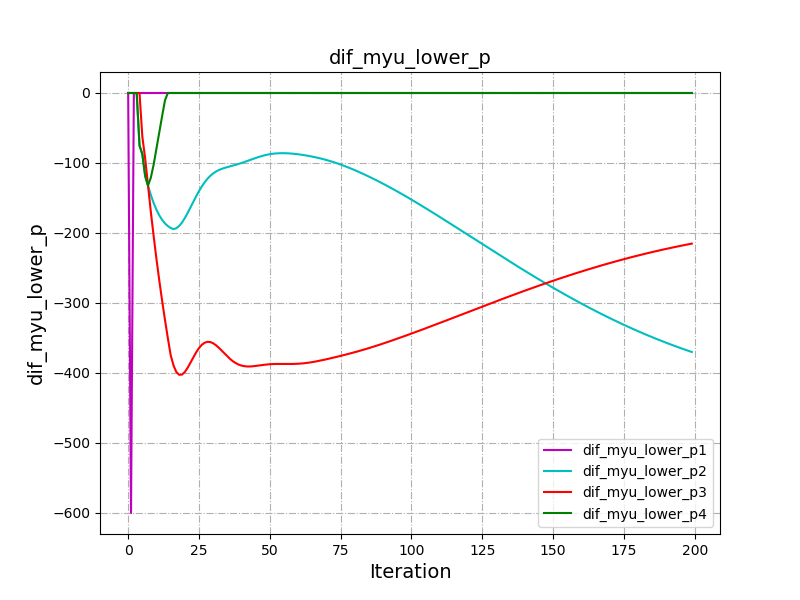 dif_myu_lower_p
dif_myu_lower_p
0
−100
−200
−300
−400
−500
−600
0
25
50
75
100
125
150
175
200
Iteration
dif_myu_lower_p1
dif_myu_lower_p2
dif_myu_lower_p3
dif_myu_lower_p4